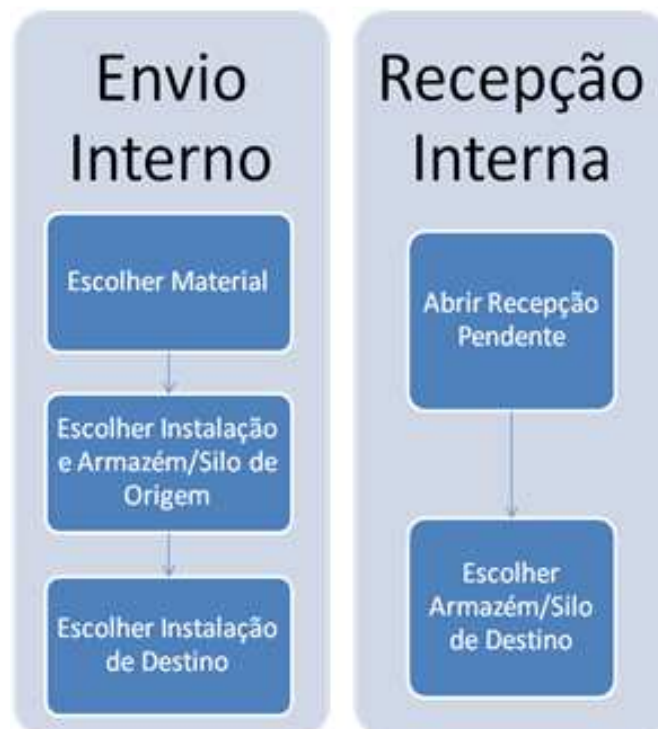 Envio
Interno
Escolher Material
Escolher Instalação
e Armazém/Silo de
Origem
Escolher Instalação
de Destino
Recepção
Interna
Abrir Recepção
Pendente
Escolher
Armazém/Silo
de Destino